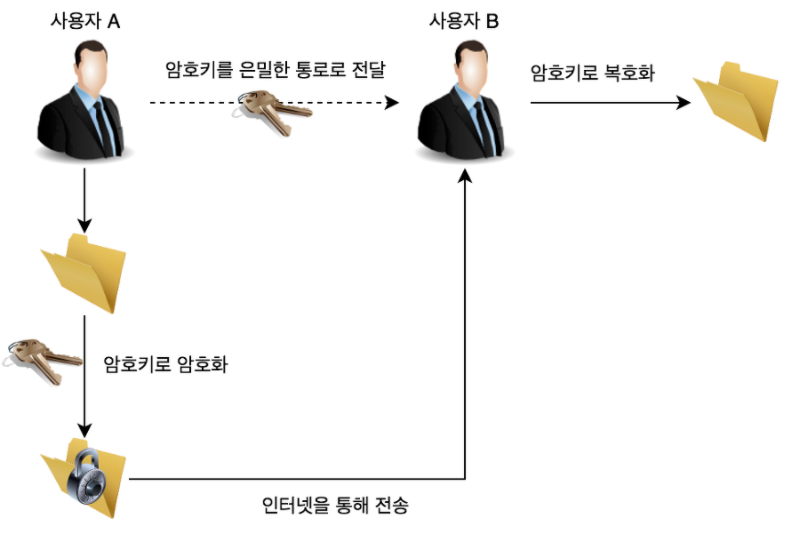 사용자 A
사용자 B
암호키를 은밀한 통로로 전달
암호키로 복호화
암호키로 암호화
인터넷을 통해 전송